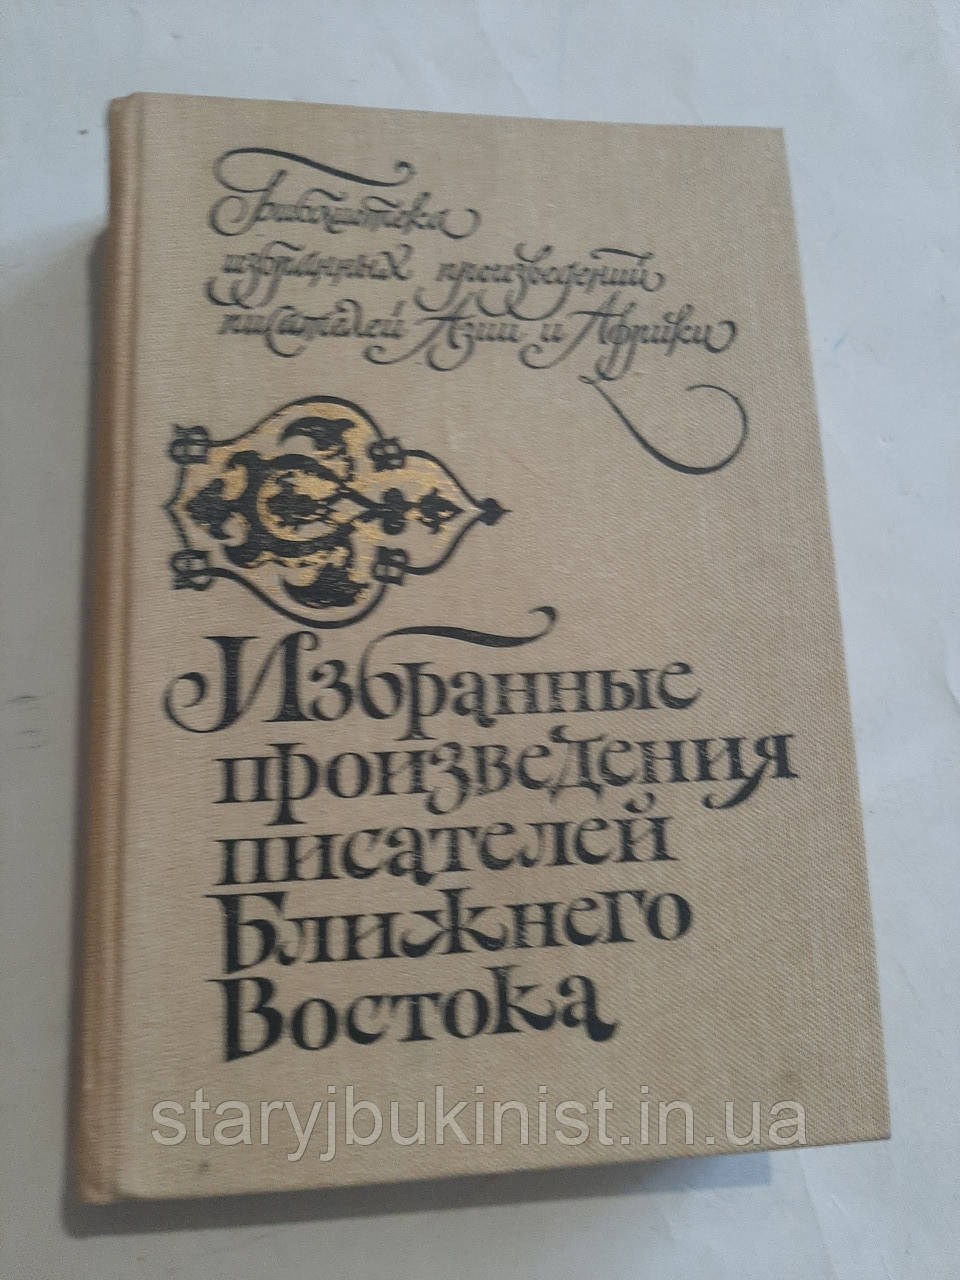 Библиотека
избранных произведений
писателей Азии и Африки
Избранные
произведения
писателей
Ближнего
Востока
staryjbukinist.in.ua